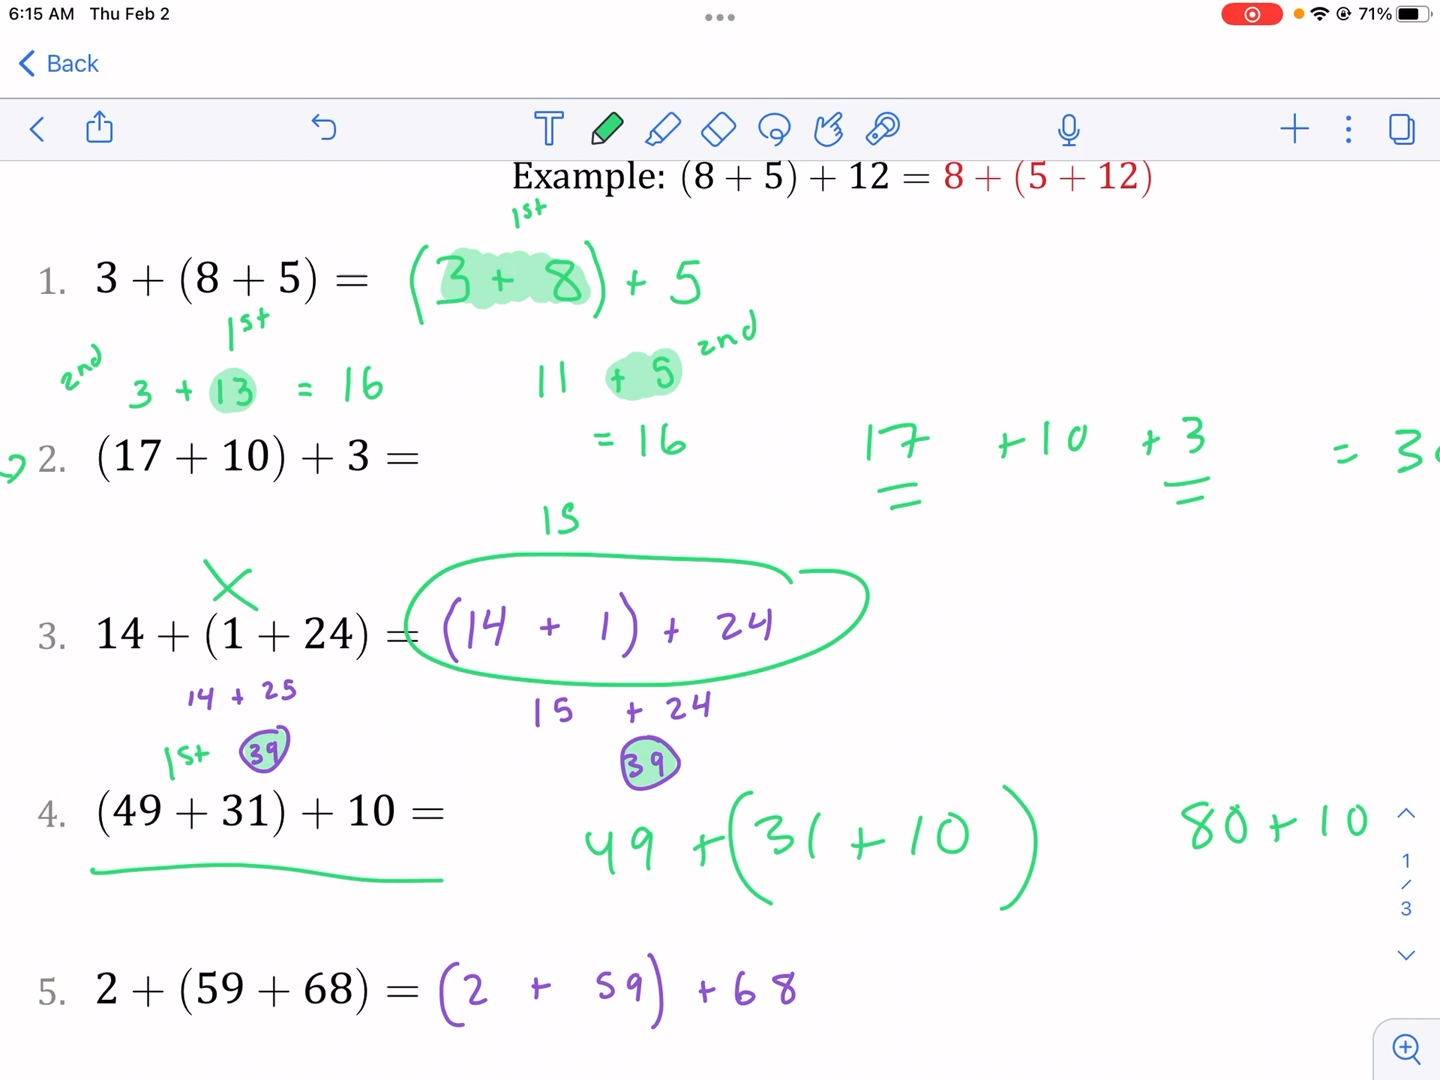 6:15 AM Thu Feb 2
71%
Back
T
Example: (8 + 5) + 12 = 8 + (5 + 12)
1st
1. 3 + (8 + 5) = (3 + 8) + 5
1st
2nd
2nd
3 + 13 = 16
11 + 5
= 16
2. (17 + 10) + 3 =
17 + 10 + 3 =
15
X
3. 14 + (1 + 24) = (14 + 1) + 24
14 + 25
15 + 24
1st
39
39
4. (49 + 31) + 10 =
49 + (31 + 10)
80 + 10
1
/
3
5. 2 + (59 + 68) = (2 + 59) + 68